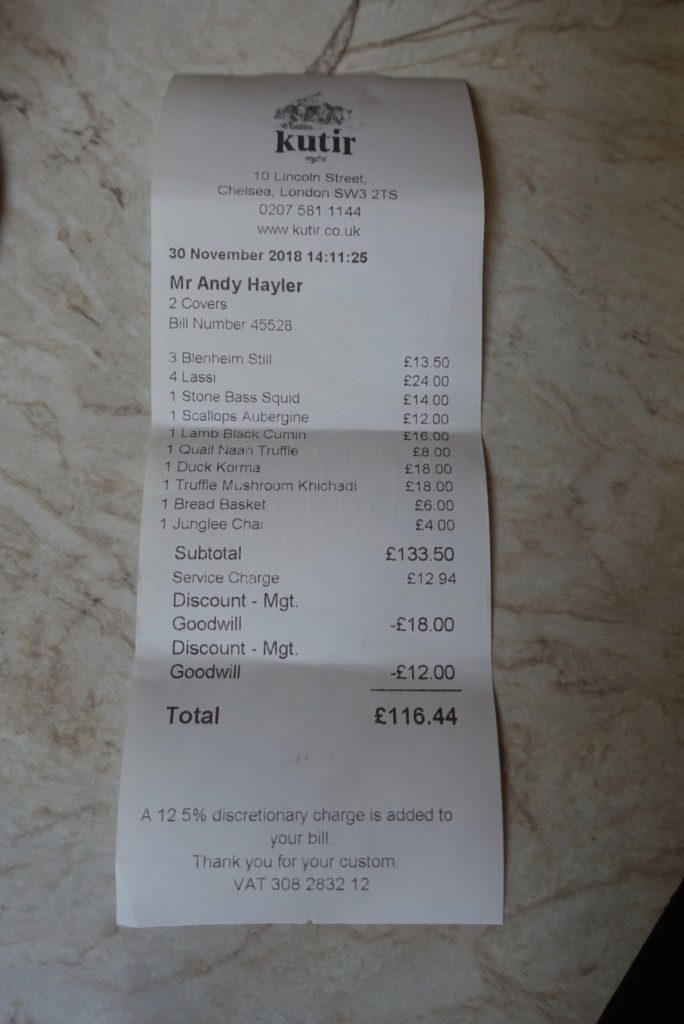 kutir
10 Lincoln Street,
Chelsea, London SW3 2TS
0207 581 1144
www.kutir.co.uk
30 November 2018 14:11:25
Mr Andy Hayler
2 Covers
Bill Number 45528
3 Blenheim Still £13.50
4 Lassi £24.00
1 Stone Bass Squid £14.00
1 Scallops Aubergine £12.00
1 Lamb Black Cumin £16.00
1 Quail Naan Truffle £8.00
1 Duck Korma £18.00
1 Truffle Mushroom Khichadi £18.00
1 Bread Basket £6.00
1 Junglee Chai £4.00
Subtotal £133.50
Service Charge £12.94
Discount - Mgt.
Goodwill -£18.00
Discount - Mgt.
Goodwill -£12.00
Total £116.44
A 12.5% discretionary charge is added to
your bill.
Thank you for your custom.
VAT 308 2832 12